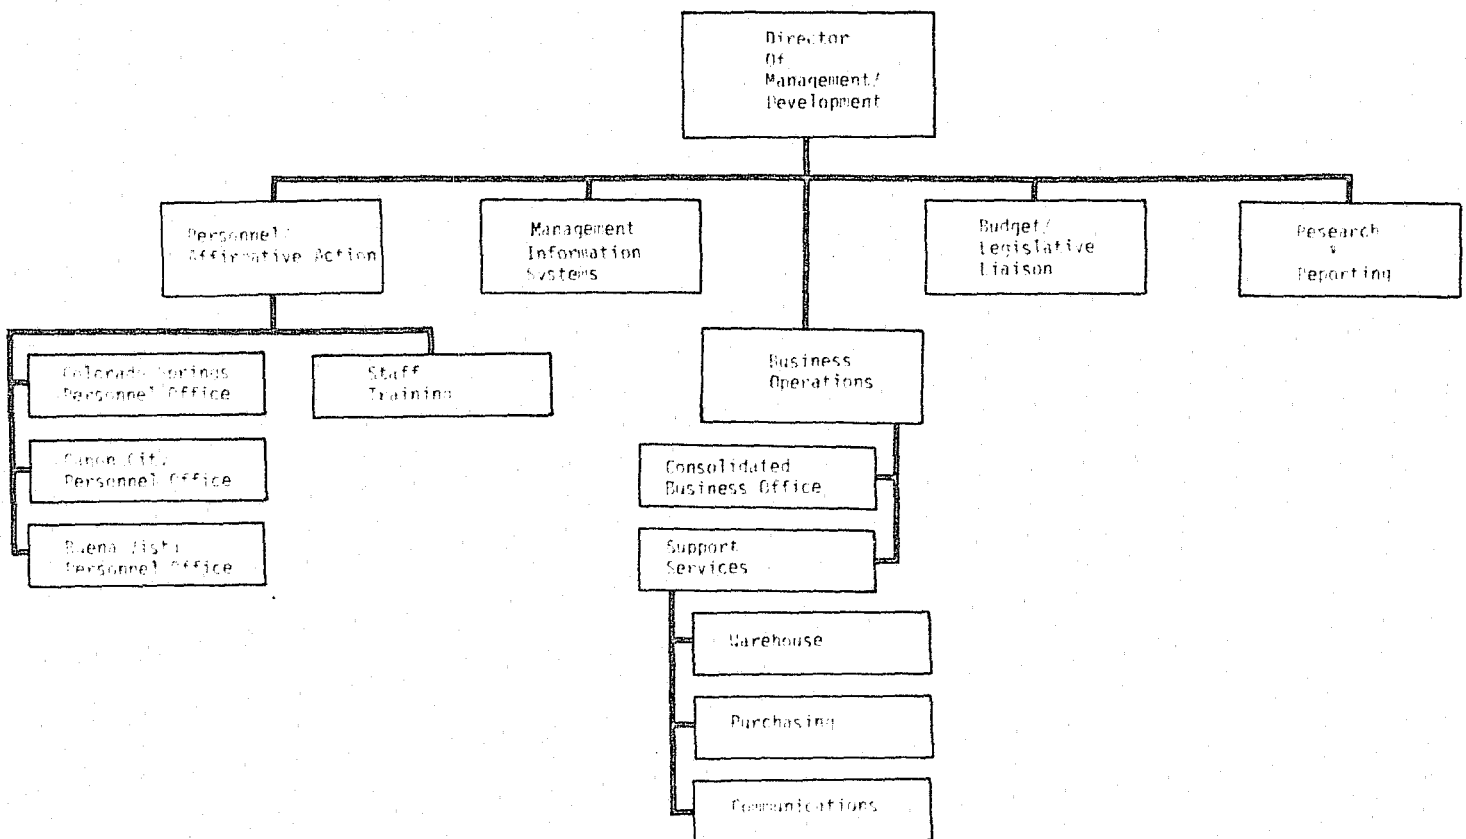 Director
Of
Management/
Development
Personnel/
Affirmative Action
Management
Information
Systems
Budget/
Legislative
Liaison
Research
&
Reporting
Business
Operations
Colorado Springs
Personnel Office
Staff
Training
Canon City
Personnel Office
Consolidated
Business Office
Buena Vista
Personnel Office
Support
Services
Warehouse
Purchasing
Communications